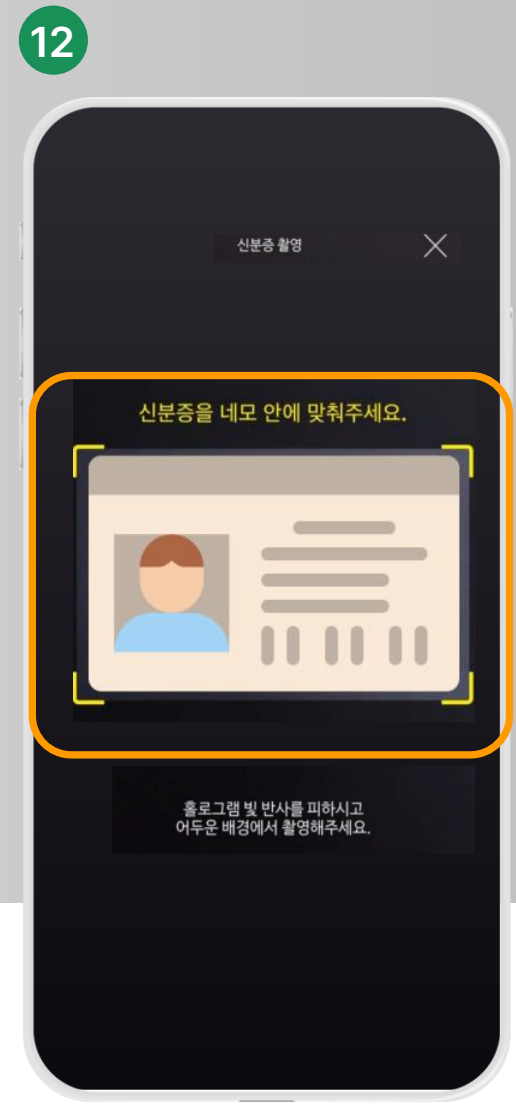 12
신분증 촬영
신분증을 네모 안에 맞춰주세요.
홀로그램 빛 반사를 피하시고
어두운 배경에서 촬영해주세요.